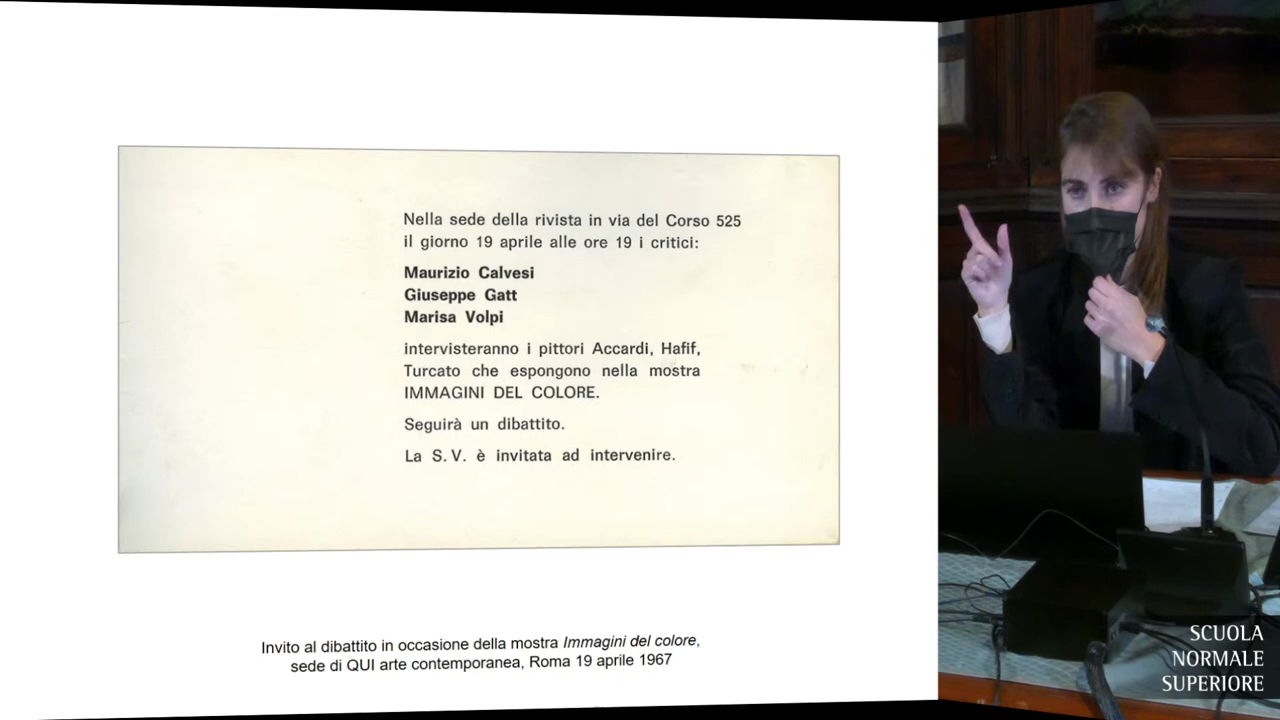 Nella sede della rivista in via del Corso 525
il giorno 19 aprile alle ore 19 i critici:
Maurizio Calvesi
Giuseppe Gatt
Marisa Volpi
intervisteranno i pittori Accardi, Hafif,
Turcato che espongono nella mostra
IMMAGINI DEL COLORE.
Seguirà un dibattito.
La S. V. è invitata ad intervenire.
Invito al dibattito in occasione della mostra Immagini del colore,
sede di QUI arte contemporanea, Roma 19 aprile 1967
SCUOLA
NORMALE
SUPERIORE